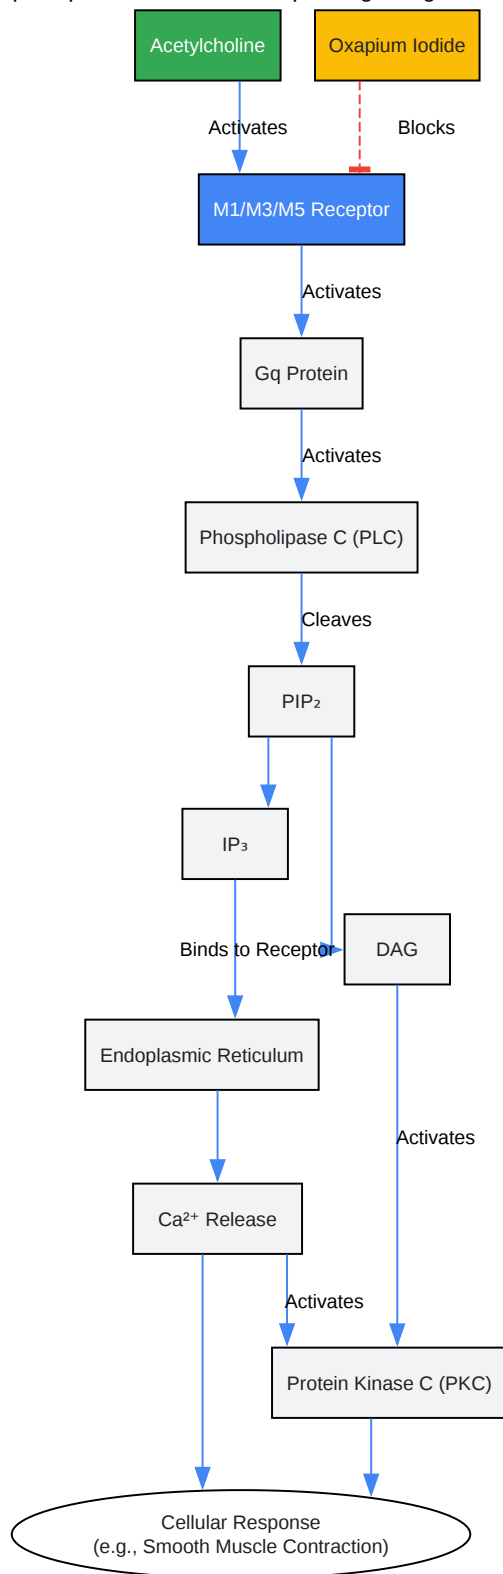 Acetylcholine
Oxapium Iodide
Activates
Blocks
M1/M3/M5 Receptor
Activates
Gq Protein
Activates
Phospholipase C (PLC)
Cleaves
PIP₂
IP₃
Binds to Receptor
DAG
Endoplasmic Reticulum
Activates
Ca²⁺ Release
Activates
Protein Kinase C (PKC)
Cellular Response
(e.g., Smooth Muscle Contraction)